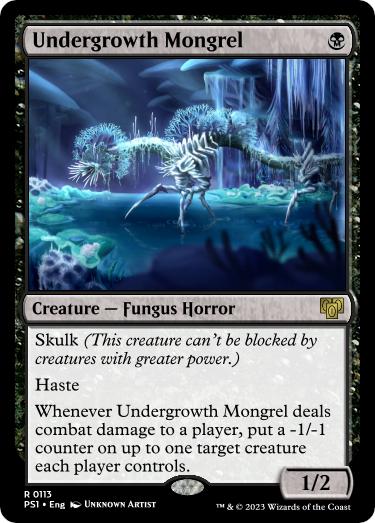 Undergrowth Mongrel
Creature — Fungus Horror
Skulk (This creature can't be blocked by
creatures with greater power.)
Haste
Whenever Undergrowth Mongrel deals
combat damage to a player, put a -1/-1
counter on up to one target creature
each player controls.
1/2
R 0113
PS1 • Eng Unknown Artist
™ & © 2023 Wizards of the Coast